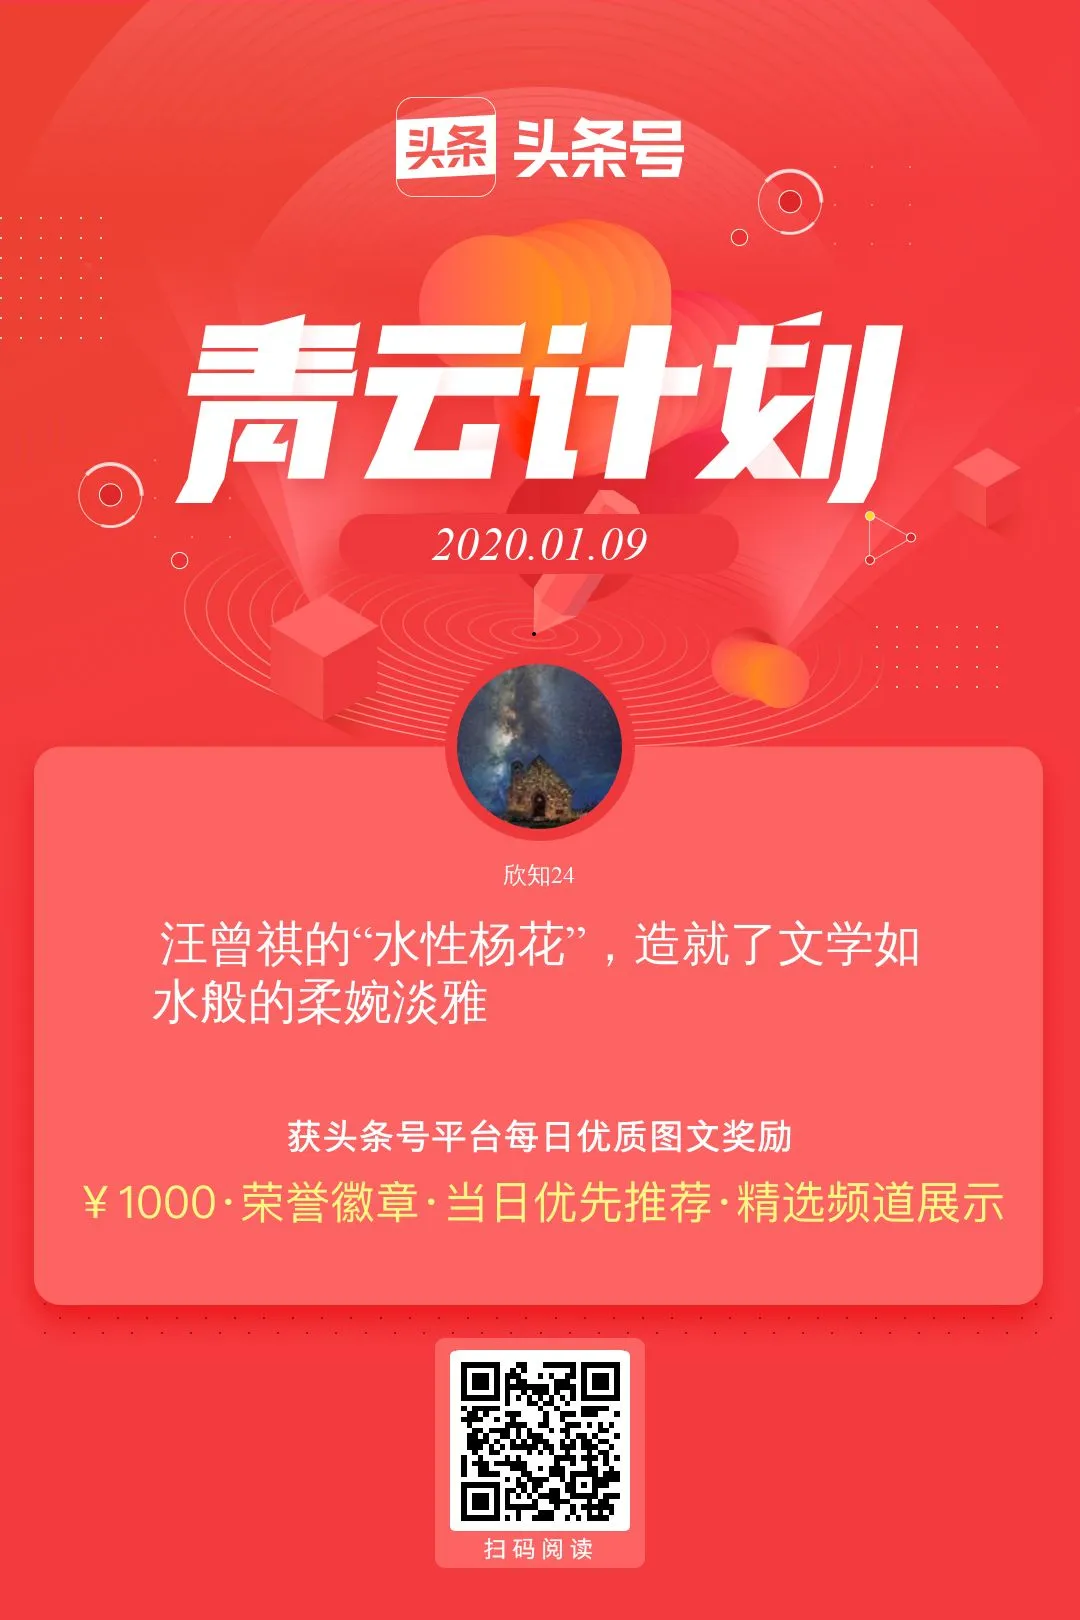 头条 头条号
青云计划
2020.01.09
欣知24
汪曾祺的“水性杨花”，造就了文学如
水般的柔婉淡雅
获头条号平台每日优质图文奖励
￥1000·荣誉徽章·当日优先推荐·精选频道展示
扫码阅读